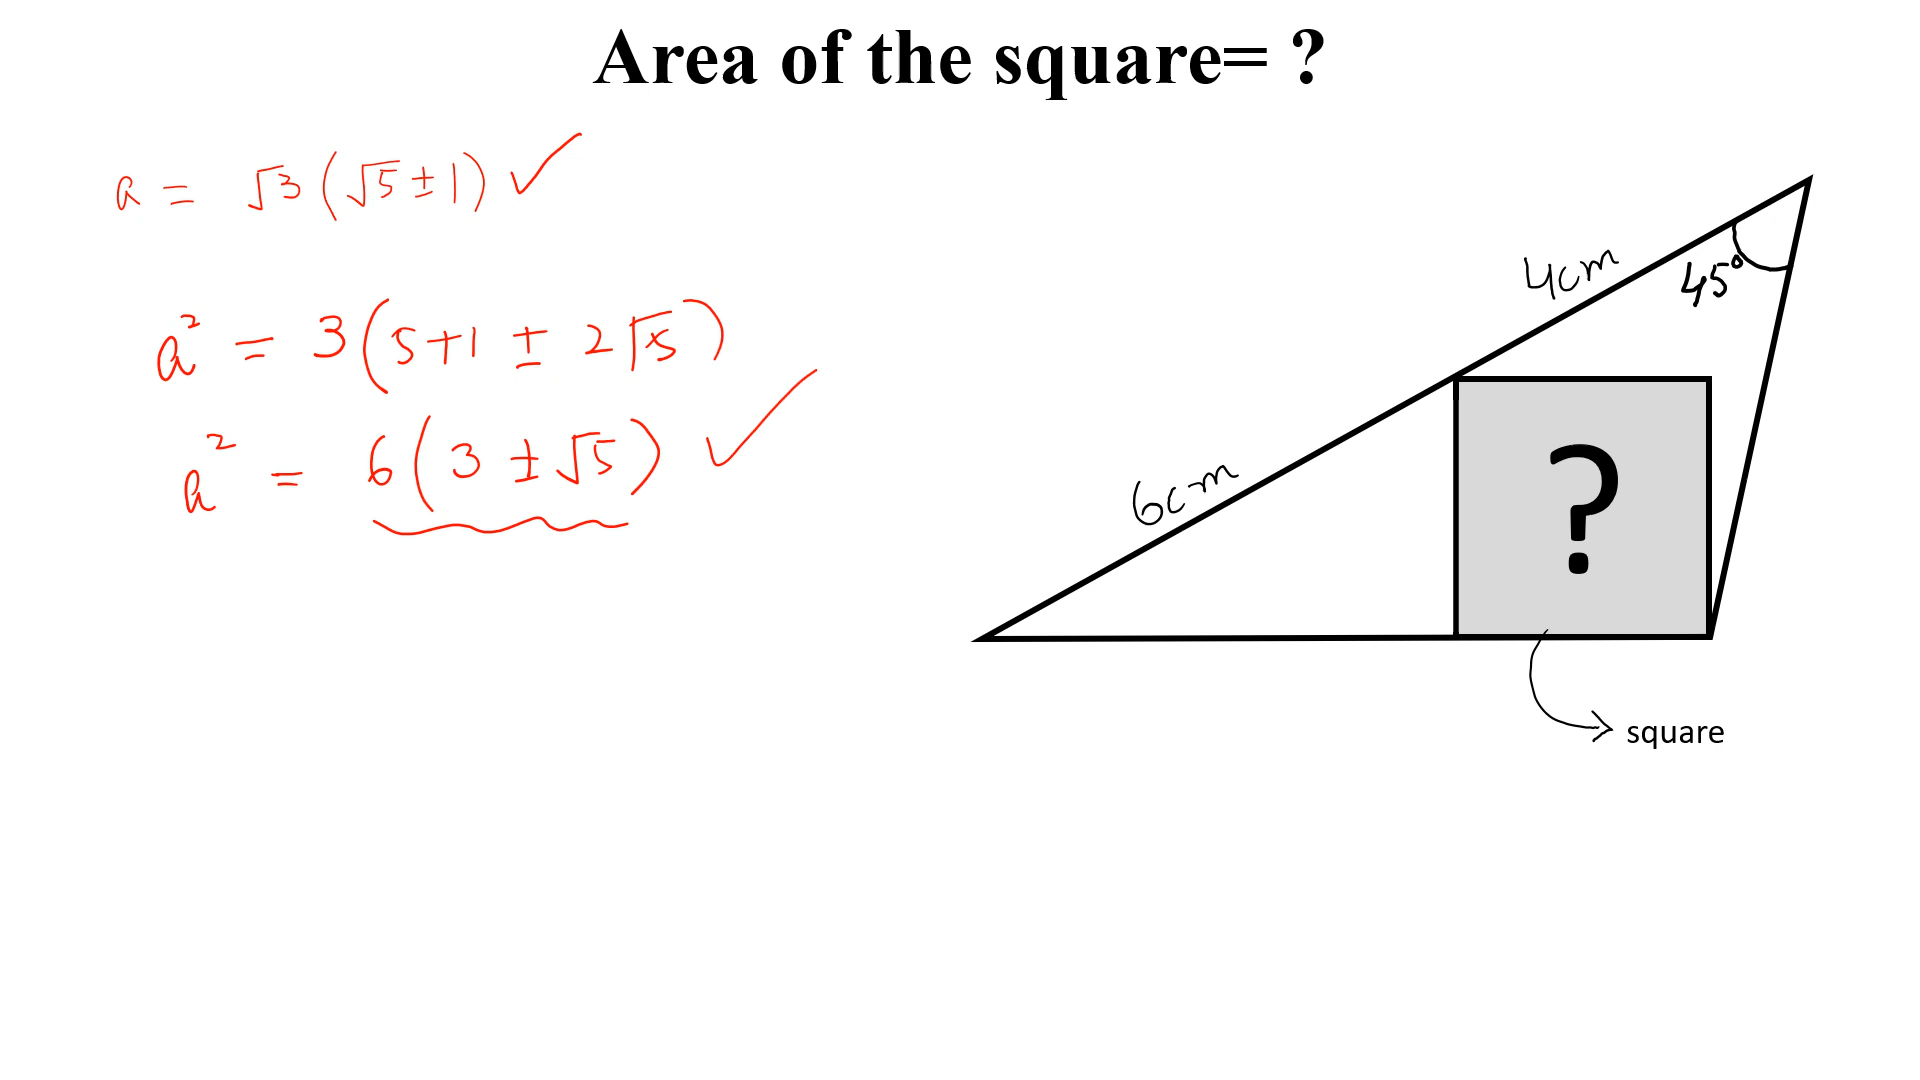 Area of the square= ?
a = √3 (√5 ± 1) ✓
4cm
45°
a² = 3 (5+1 ± 2√5)
a² = 6 (3 ± √5) ✓
6cm
?
square